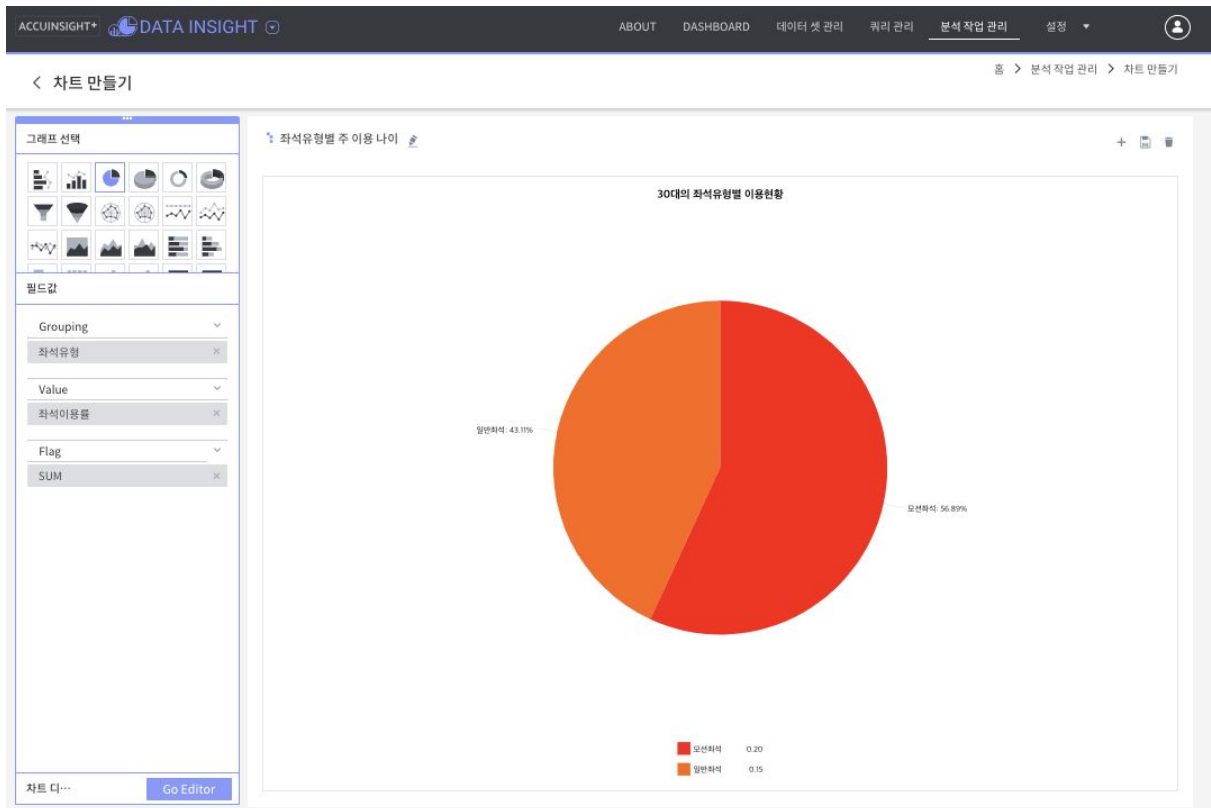 ACCUINSIGHT+ DATA INSIGHT ABOUT DASHBOARD 데이터 셋 관리 쿼리 관리 분석 작업 관리 설정
차트 만들기
홈 > 분석 작업 관리 > 차트 만들기
그래프 선택
필드값
Grouping
좌석유형
Value
좌석이용률
Flag
SUM
차트 디…
Go Editor
좌석유형별 주 이용 나이
30대의 좌석유형별 이용현황
일반좌석: 43.11%
모션좌석: 56.89%
모션좌석 0.20
일반좌석 0.15